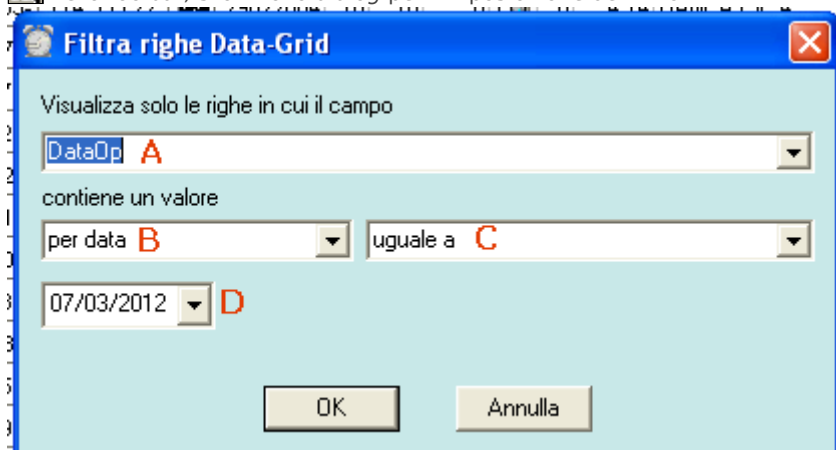 Filtra righe Data-Grid
Visualizza solo le righe in cui il campo
DataOp A
contiene un valore
per data B uguale a C
07/03/2012 D
OK Annulla